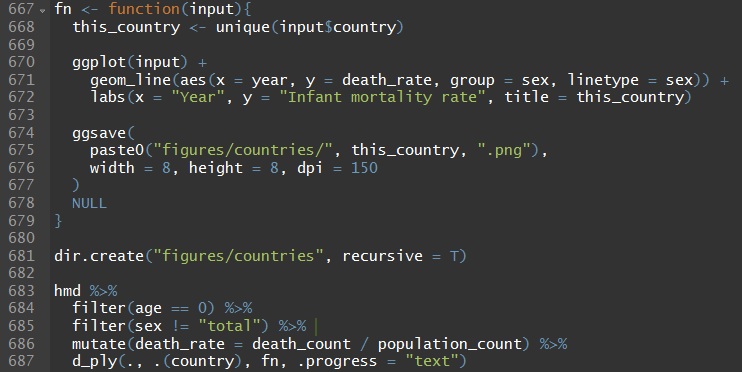 667 fn <- function(input){
668   this_country <- unique(input$country)
669
670   ggplot(input) +
671     geom_line(aes(x = year, y = death_rate, group = sex, linetype = sex)) +
672     labs(x = "Year", y = "Infant mortality rate", title = this_country)
673
674   ggsave(
675     paste0("figures/countries/", this_country, ".png"),
676     width = 8, height = 8, dpi = 150
677   )
678   NULL
679 }
680
681 dir.create("figures/countries", recursive = T)
682
683 hmd %>%
684   filter(age == 0) %>%
685   filter(sex != "total") %>%
686   mutate(death_rate = death_count / population_count) %>%
687   d_ply(., .(country), fn, .progress = "text")